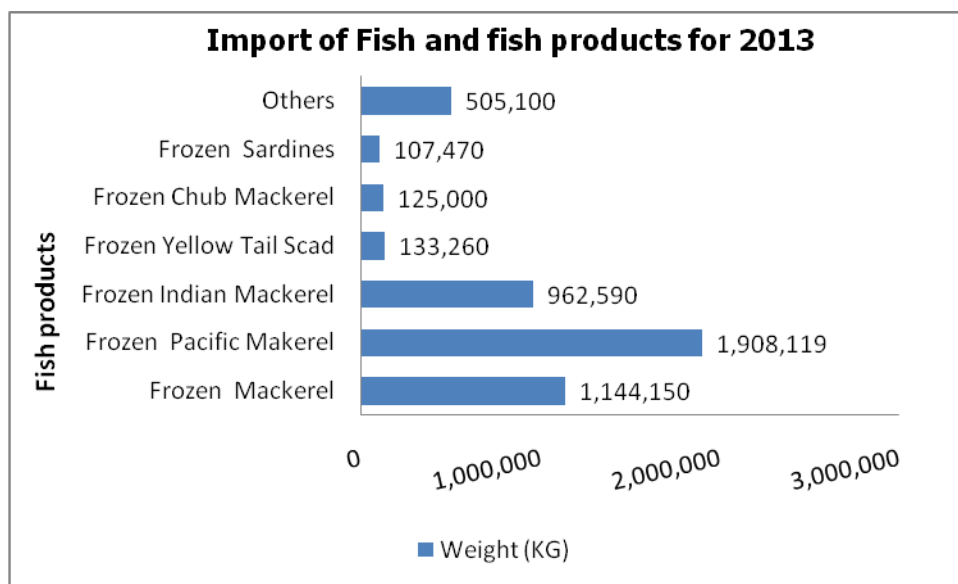 Import of Fish and fish products for 2013
Fish products
Others 505,100
Frozen Sardines 107,470
Frozen Chub Mackerel 125,000
Frozen Yellow Tail Scad 133,260
Frozen Indian Mackerel 962,590
Frozen Pacific Makerel 1,908,119
Frozen Mackerel 1,144,150
0 1,000,000 2,000,000 3,000,000
Weight (KG)